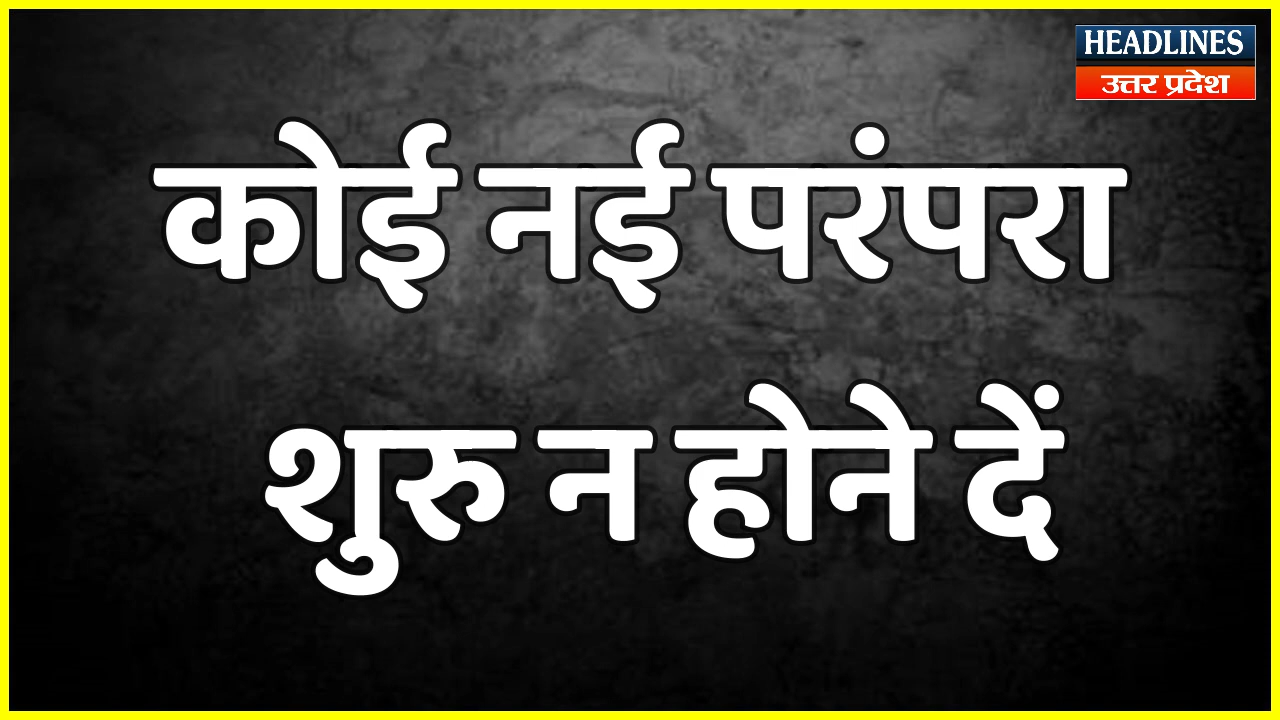 HEADLINES
उत्तर प्रदेश
कोई नई परंपरा
शुरु न होने दें